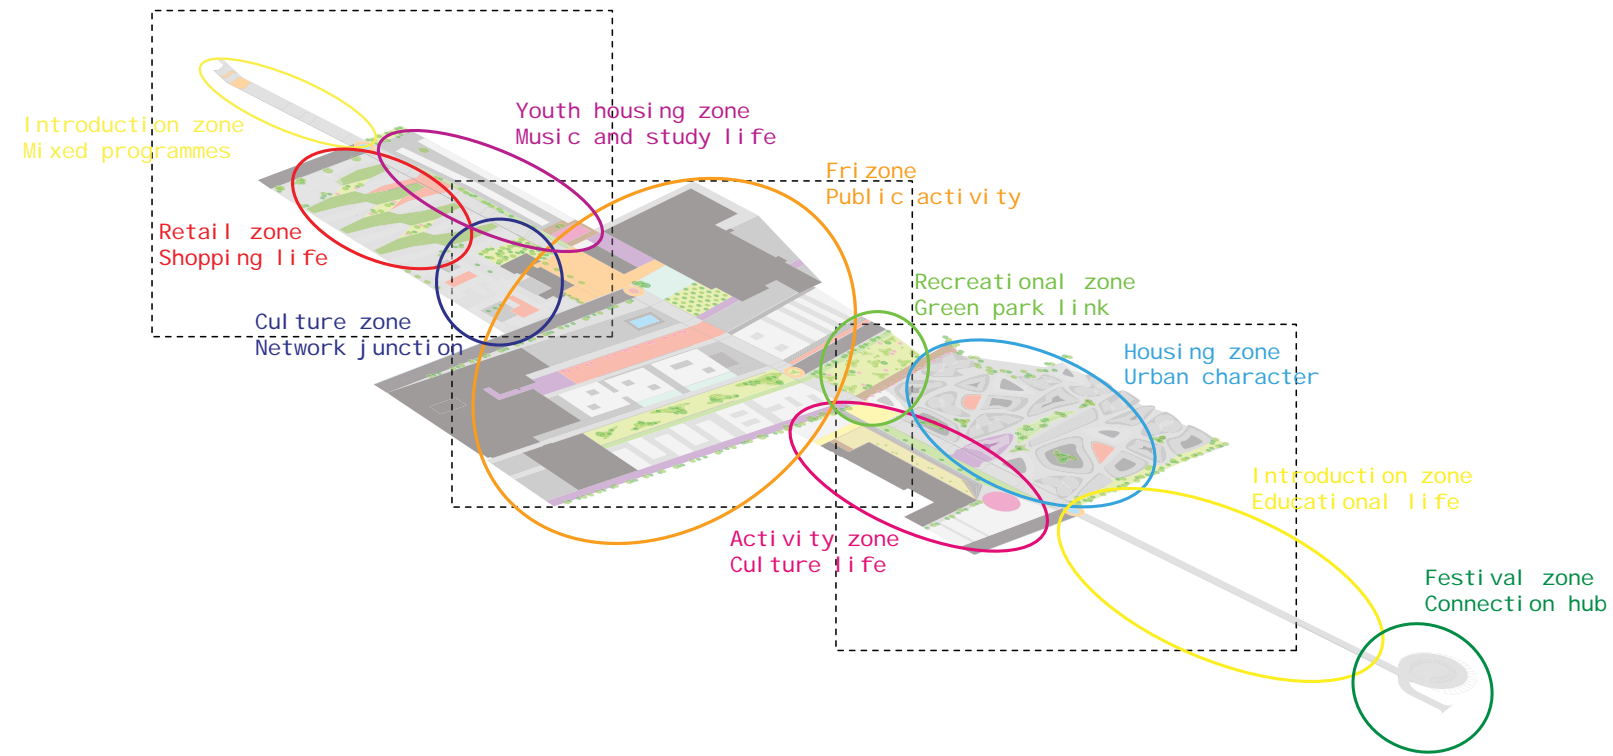 Introduction zone
Mixed programmes
Youth housing zone
Music and study life
Frizone
Public activity
Retail zone
Shopping life
Recreational zone
Green park link
Culture zone
Network junction
Housing zone
Urban character
Introduction zone
Educational life
Activity zone
Culture life
Festival zone
Connection hub